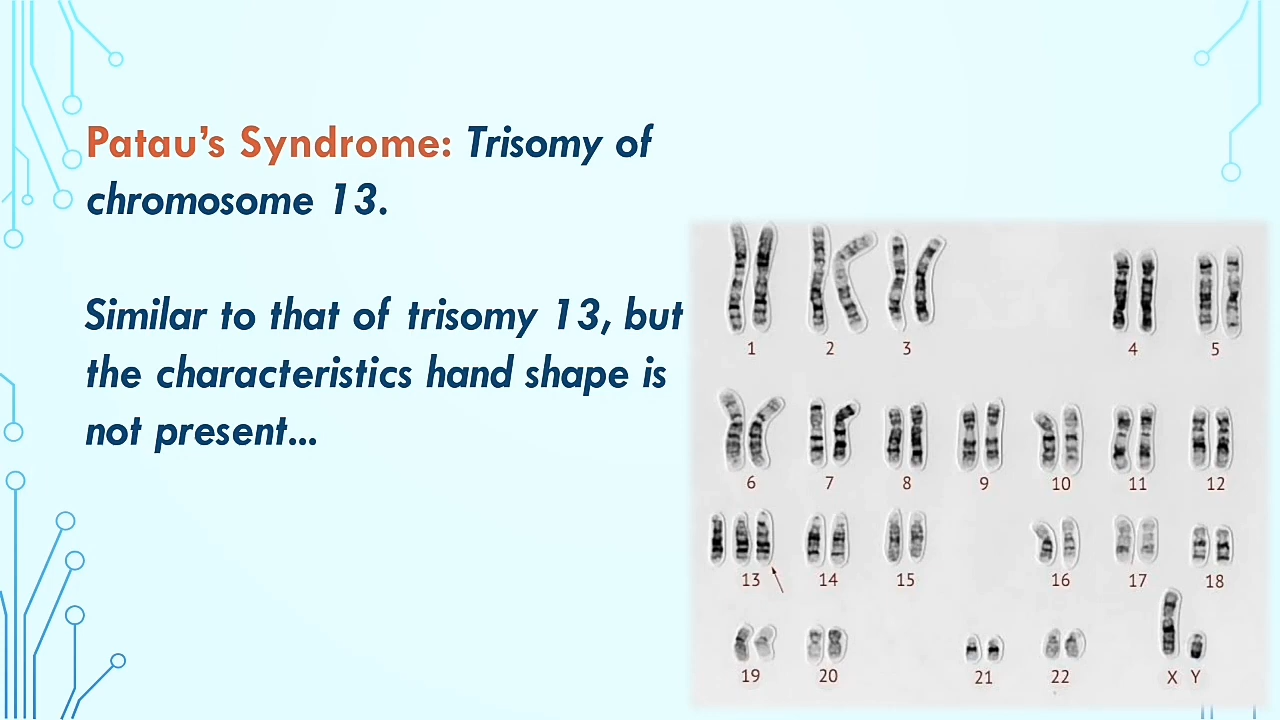 Patau's Syndrome: Trisomy of
chromosome 13.
Similar to that of trisomy 13, but
the characteristics hand shape is
not present...
1 2 3 4 5
6 7 8 9 10 11 12
13 14 15 16 17 18
19 20 21 22 X Y